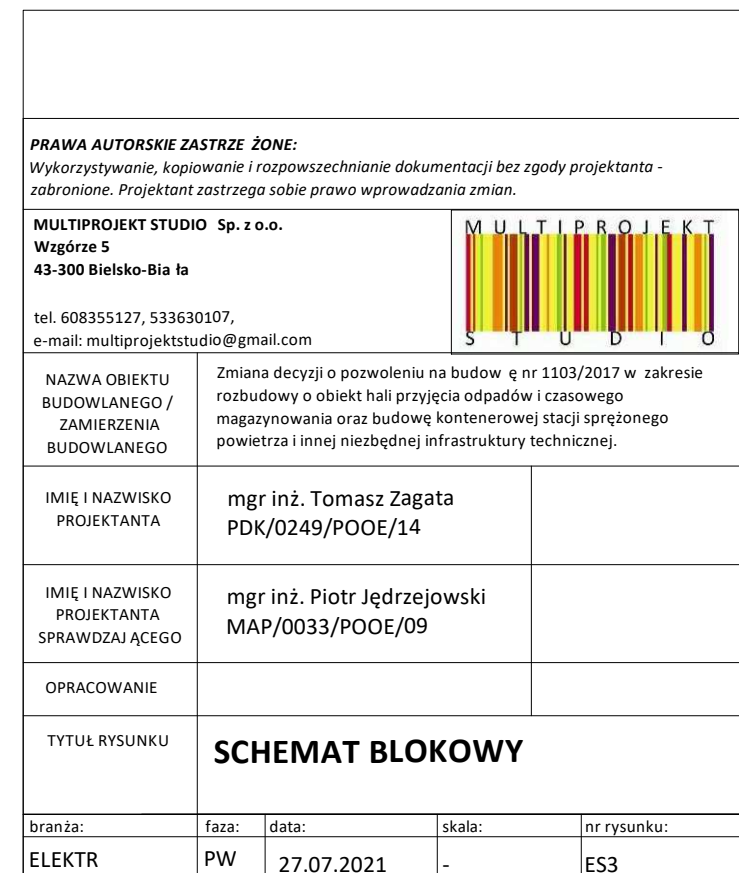 PRAWA AUTORSKIE ZASTRZE ŻONE:
Wykorzystywanie, kopiowanie i rozpowszechnianie dokumentacji bez zgody projektanta -
zabronione. Projektant zastrzega sobie prawo wprowadzania zmian.
MULTIPROJEKT STUDIO Sp. z o.o.
Wzgórze 5
43-300 Bielsko-Bia ła
tel. 608355127, 533630107,
e-mail: multiprojektstudio@gmail.com
MULTIPROJEKT
STUDIO
NAZWA OBIEKTU
BUDOWLANEGO /
ZAMIERZENIA
BUDOWLANEGO
Zmiana decyzji o pozwoleniu na budow ę nr 1103/2017 w zakresie
rozbudowy o obiekt hali przyjęcia odpadów i czasowego
magazynowania oraz budowę kontenerowej stacji sprężonego
powietrza i innej niezbędnej infrastruktury technicznej.
IMIĘ I NAZWISKO
PROJEKTANTA
mgr inż. Tomasz Zagata
PDK/0249/POOE/14
IMIĘ I NAZWISKO
PROJEKTANTA
SPRAWDZAJ ĄCEGO
mgr inż. Piotr Jędrzejowski
MAP/0033/POOE/09
OPRACOWANIE
TYTUŁ RYSUNKU
SCHEMAT BLOKOWY
branża: faza: data: skala: nr rysunku:
ELEKTR PW 27.07.2021 - ES3